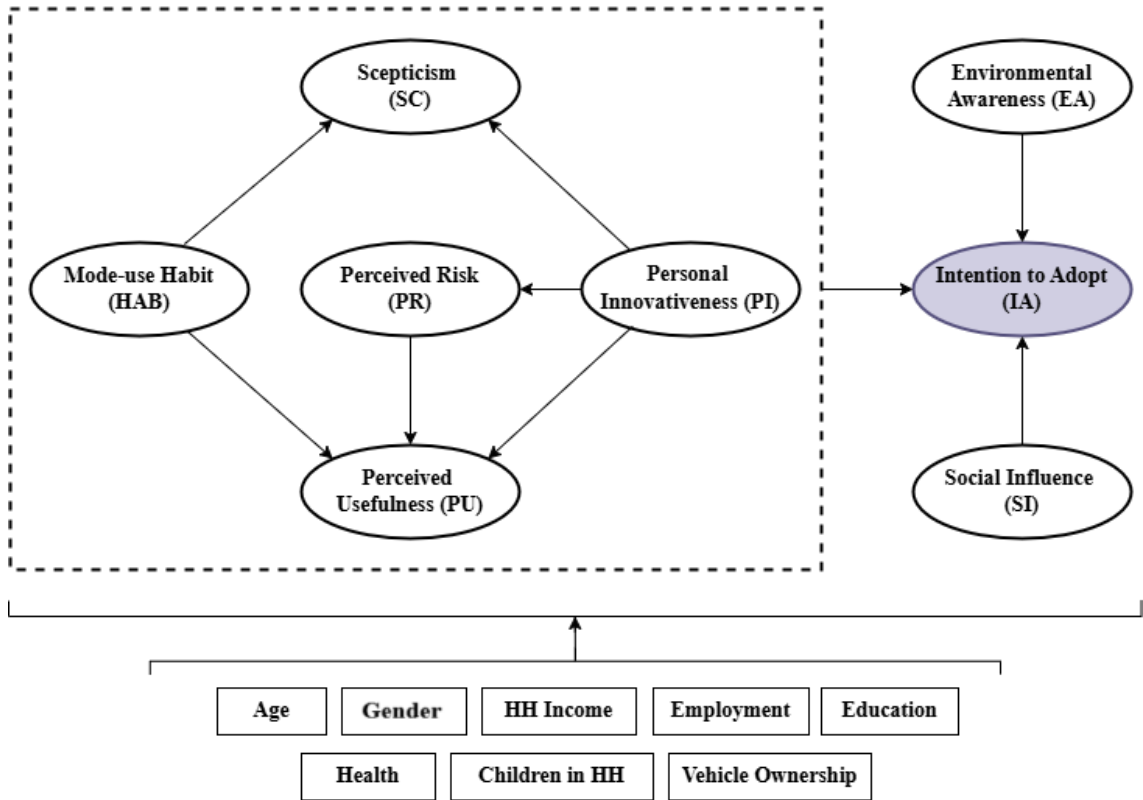 Scepticism
(SC)
Environmental
Awareness (EA)
Mode-use Habit
(HAB)
Perceived Risk
(PR)
Personal
Innovativeness (PI)
Intention to Adopt
(IA)
Perceived
Usefulness (PU)
Social Influence
(SI)
Age
Gender
HH Income
Employment
Education
Health
Children in HH
Vehicle Ownership